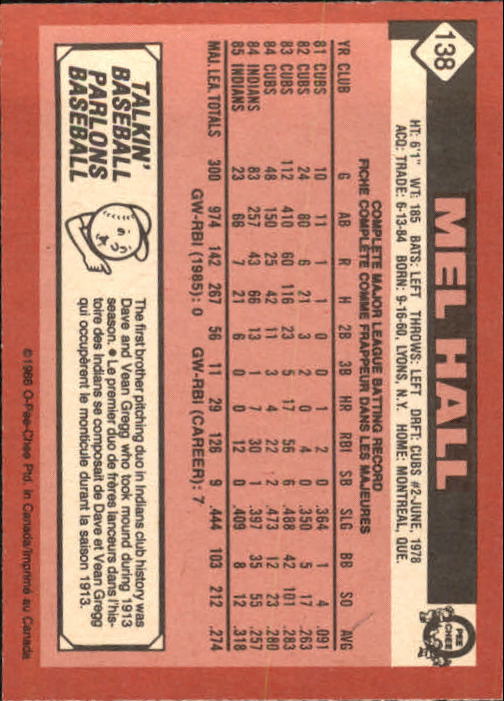 138
MEL HALL
HT: 6'1" WT: 185 BATS: LEFT THROWS: LEFT DRFT: CUBS #2-JUNE, 1978
ACQ: TRADE: 6-13-84 BORN: 9-16-60, LYONS, N.Y. HOME: MONTREAL, QUE.
O
PEE
CHEE
COMPLETE MAJOR LEAGUE BATTING RECORD
FICHE COMPLÈTE COMME FRAPPEUR DANS LES MAJEURES
YR CLUB G AB R H 2B 3B HR RBI SB SLG BB SO AVG
81 CUBS 10 11 1 1 0 0 1 2 0 .364 1 4 .091
82 CUBS 24 80 6 21 3 2 0 4 0 .350 5 17 .263
83 CUBS 112 410 60 116 23 5 17 56 6 .488 42 101 .283
84 CUBS 48 150 25 42 11 3 4 22 2 .473 12 23 .280
84 INDIANS 83 257 43 66 13 1 7 30 1 .397 35 55 .257
85 INDIANS 23 66 7 21 6 0 0 12 0 .409 8 12 .318
MAJ. LEA. TOTALS 300 974 142 267 56 11 29 126 9 .444 103 212 .274
GW-RBI (1985): 0 GW-RBI (CAREER): 7
TALKIN'
BASEBALL
PARLONS
BASEBALL
The first brother pitching duo in Indians club history was
Dave and Vean Gregg who took mound during 1913
season. • Le premier duo de frères lanceurs dans l'his-
toire des Indians se composait de Dave et Vean Gregg
qui occupèrent le monticule durant la saison 1913.
©1986 O-Pee-Chee Ptd. in Canada/Imprimé au Canada